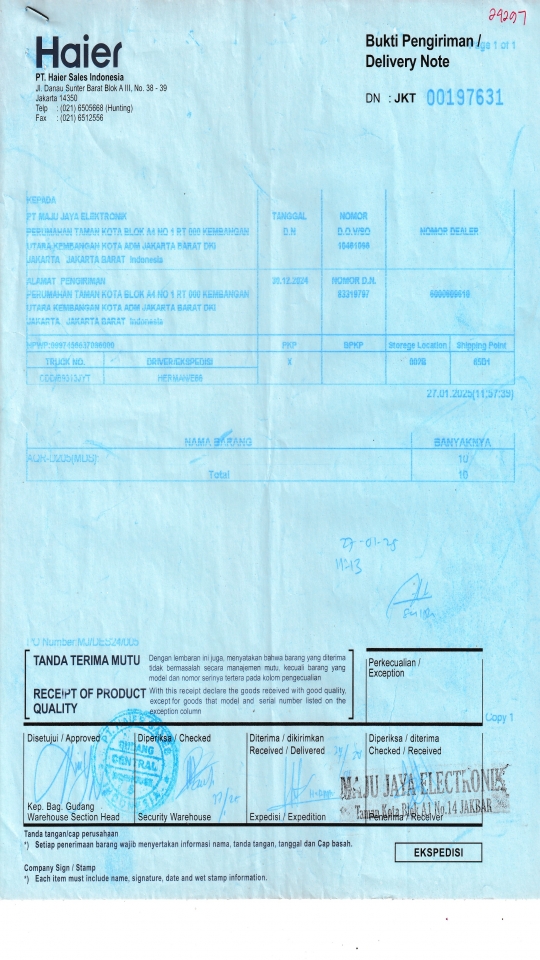 29297
Haier
PT. Haier Sales Indonesia
Jl. Danau Sunter Barat Blok A III, No. 38 - 39
Jakarta 14350
Telp : (021) 6505668 (Hunting)
Fax : (021) 6512556
Bukti Pengiriman /
Page 1 of 1
Delivery Note
DN : JKT 00197631
KEPADA
PT MAJU JAYA ELEKTRONIK
PERUMAHAN TAMAN KOTA BLOK A4 NO 1 RT 000 KEMBANGAN
UTARA KEMBANGAN KOTA ADM JAKARTA BARAT DKI
JAKARTA JAKARTA BARAT Indonesia
TANGGAL
D.N
NOMOR
D.O./SO
NOMOR DEALER
ALAMAT PENGIRIMAN
PERUMAHAN TAMAN KOTA BLOK A4 NO 1 RT 000 KEMBANGAN
UTARA KEMBANGAN KOTA ADM JAKARTA BARAT DKI
JAKARTA JAKARTA BARAT Indonesia
20.12.2024
NOMOR D.N.
PKP
BPKP
Storage Location
Shipping Point
TRUCK NO.
DRIVER/EKSPEDISI
X
27.01.2025(11:57:39)
NAMA BARANG
BANYAKNYA
10
Total
10
27-01-25
PO Number:
TANDA TERIMA MUTU
Dengan lembaran ini juga, menyatakan bahwa barang yang diterima
tidak bermasalah secara manajemen mutu, kecuali barang yang
model dan nomor serinya tertera pada kolom pengecualian
RECEIPT OF PRODUCT
QUALITY
With this receipt declare the goods received with good quality,
except for goods that model and serial number listed on the
exception column
Perkecualian /
Exception
Copy 1
Disetujui / Approved
Diperiksa / Checked
Diterima / dikirimkan
Received / Delivered
Diperiksa / diterima
Checked / Received
GUDANG
CENTRAL
MAJU JAYA ELECTRONIK
Taman Kota Blok A1 No.14 JAKBAR
Kep. Bag. Gudang
Warehouse Section Head
Security Warehouse
Expedisi / Expedition
Penerima / Receiver
Tanda tangan/cap perusahaan
*) Setiap penerimaan barang wajib menyertakan informasi nama, tanda tangan, tanggal dan Cap basah.
EKSPEDISI
Company Sign / Stamp
*) Each item must include name, signature, date and wet stamp information.